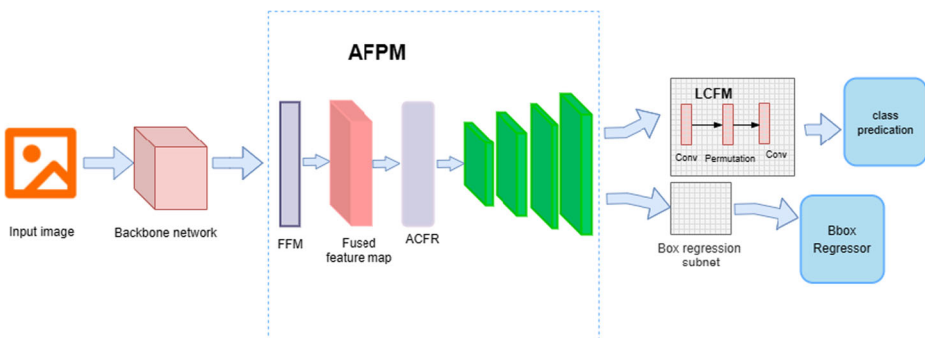 AFPM
LCFM
Conv
Permutation
Conv
class
predication
Input image
Backbone network
FFM
Fused
feature map
ACFR
Box regression
subnet
Bbox
Regressor